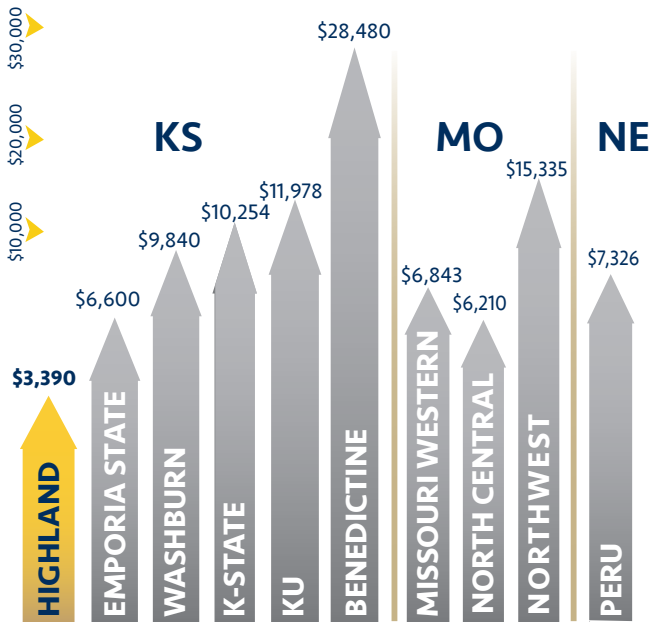 $30,000
$20,000
$10,000
KS
MO
NE
$3,390
$6,600
$9,840
$10,254
$11,978
$28,480
$6,843
$6,210
$15,335
$7,326
HIGHLAND
EMPORIA STATE
WASHBURN
K-STATE
KU
BENEDICTINE
MISSOURI WESTERN
NORTH CENTRAL
NORTHWEST
PERU